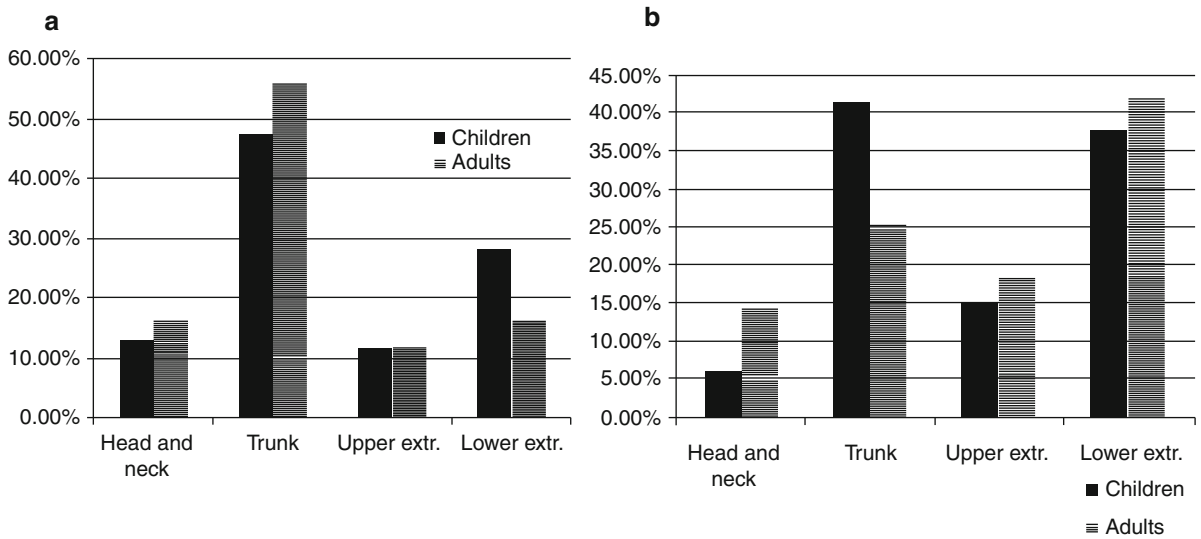 a
60.00%
50.00%
40.00%
30.00%
20.00%
10.00%
0.00%
Children
Adults
Head and
neck
Trunk
Upper extr.
Lower extr.
b
45.00%
40.00%
35.00%
30.00%
25.00%
20.00%
15.00%
10.00%
5.00%
0.00%
Head and
neck
Trunk
Upper extr.
Lower extr.
Children
Adults